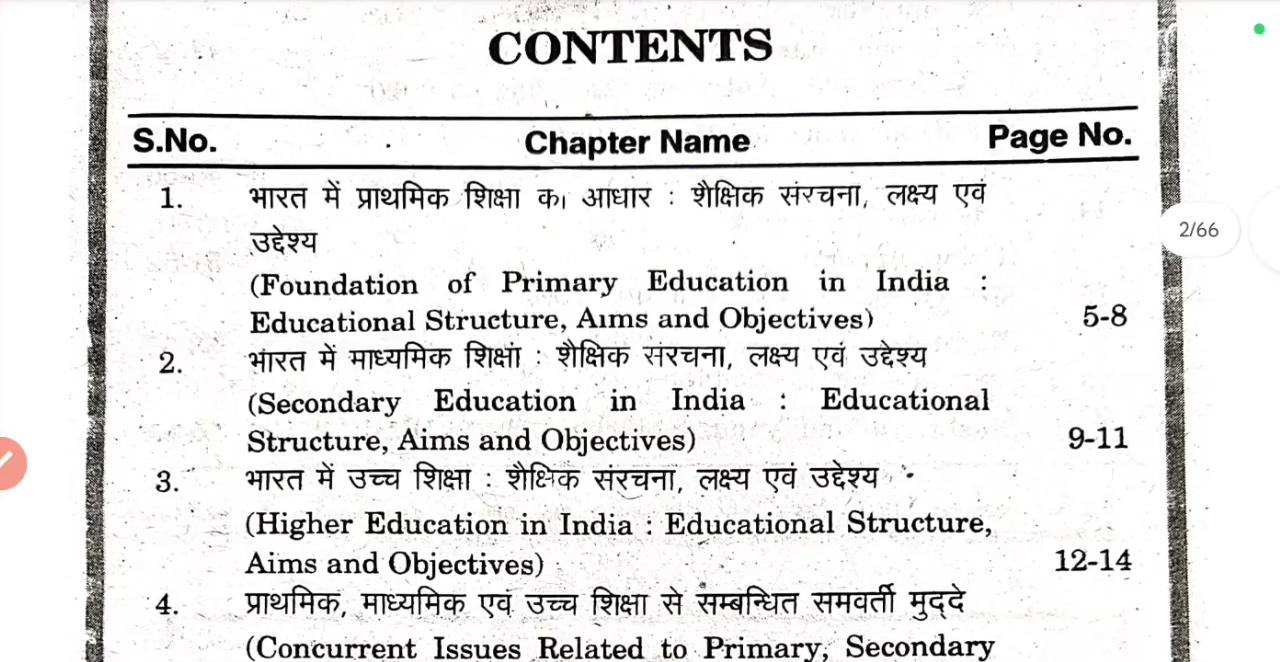 CONTENTS
S.No. Chapter Name Page No.
1. भारत में प्राथमिक शिक्षा का आधार : शैक्षिक संरचना, लक्ष्य एवं
उद्देश्य
(Foundation of Primary Education in India :
Educational Structure, Aims and Objectives) 5-8
2. भारत में माध्यमिक शिक्षा : शैक्षिक संरचना, लक्ष्य एवं उद्देश्य
(Secondary Education in India : Educational
Structure, Aims and Objectives) 9-11
3. भारत में उच्च शिक्षा : शैक्षिक संरचना, लक्ष्य एवं उद्देश्य
(Higher Education in India : Educational Structure,
Aims and Objectives) 12-14
4. प्राथमिक, माध्यमिक एवं उच्च शिक्षा से सम्बन्धित समवर्ती मुद्दे
(Concurrent Issues Related to Primary, Secondary
2/66